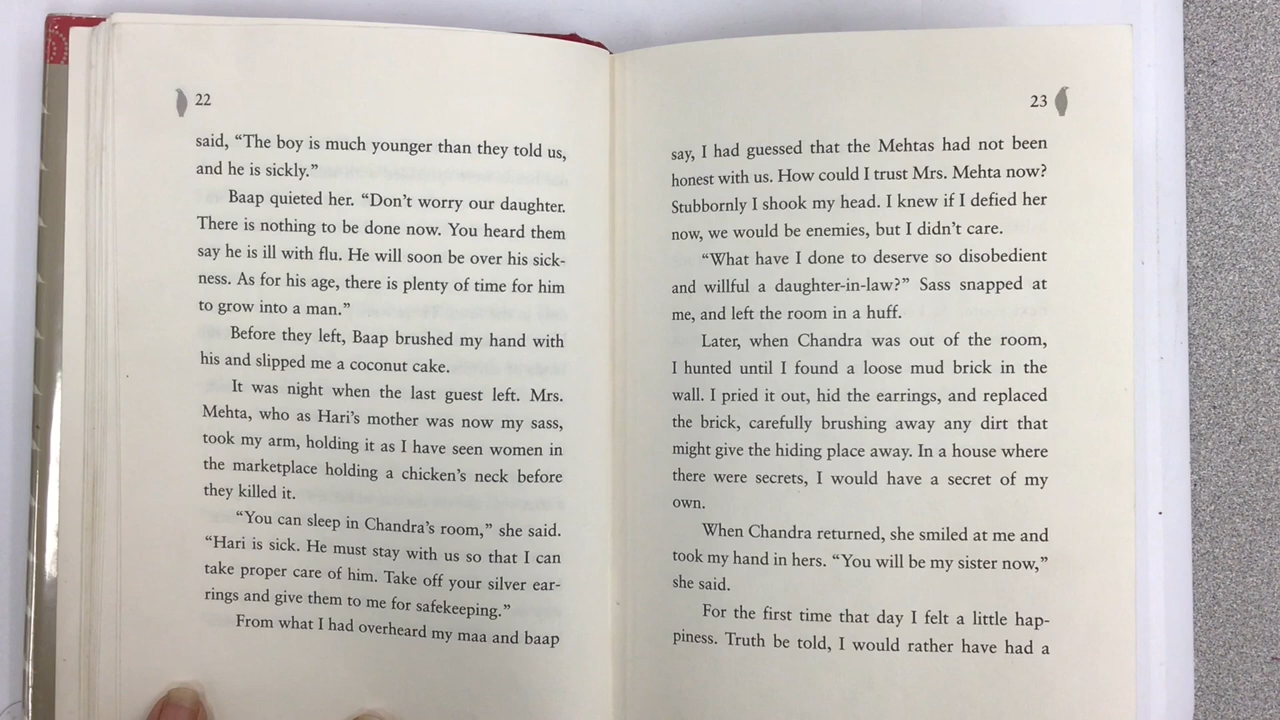 22
said, “The boy is much younger than they told us,
and he is sickly.”
Baap quieted her. “Don’t worry our daughter.
There is nothing to be done now. You heard them
say he is ill with flu. He will soon be over his sick-
ness. As for his age, there is plenty of time for him
to grow into a man.”
Before they left, Baap brushed my hand with
his and slipped me a coconut cake.
It was night when the last guest left. Mrs.
Mehta, who as Hari’s mother was now my sass,
took my arm, holding it as I have seen women in
the marketplace holding a chicken’s neck before
they killed it.
“You can sleep in Chandra’s room,” she said.
“Hari is sick. He must stay with us so that I can
take proper care of him. Take off your silver ear-
rings and give them to me for safekeeping.”
From what I had overheard my maa and baap
23
say, I had guessed that the Mehtas had not been
honest with us. How could I trust Mrs. Mehta now?
Stubbornly I shook my head. I knew if I defied her
now, we would be enemies, but I didn’t care.
“What have I done to deserve so disobedient
and willful a daughter-in-law?” Sass snapped at
me, and left the room in a huff.
Later, when Chandra was out of the room,
I hunted until I found a loose mud brick in the
wall. I pried it out, hid the earrings, and replaced
the brick, carefully brushing away any dirt that
might give the hiding place away. In a house where
there were secrets, I would have a secret of my
own.
When Chandra returned, she smiled at me and
took my hand in hers. “You will be my sister now,”
she said.
For the first time that day I felt a little hap-
piness. Truth be told, I would rather have had a